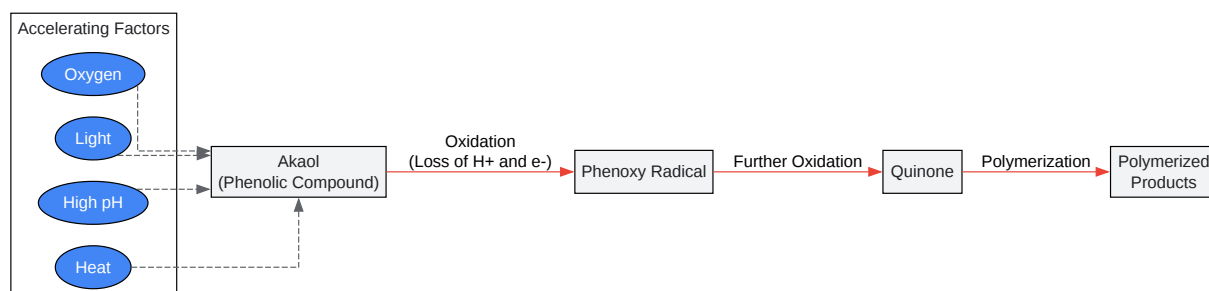 Accelerating Factors
Oxygen
Light
High pH
Heat
Akaol
(Phenolic Compound)
Oxidation
(Loss of H+ and e-)
Phenoxy Radical
Further Oxidation
Quinone
Polymerization
Polymerized
Products